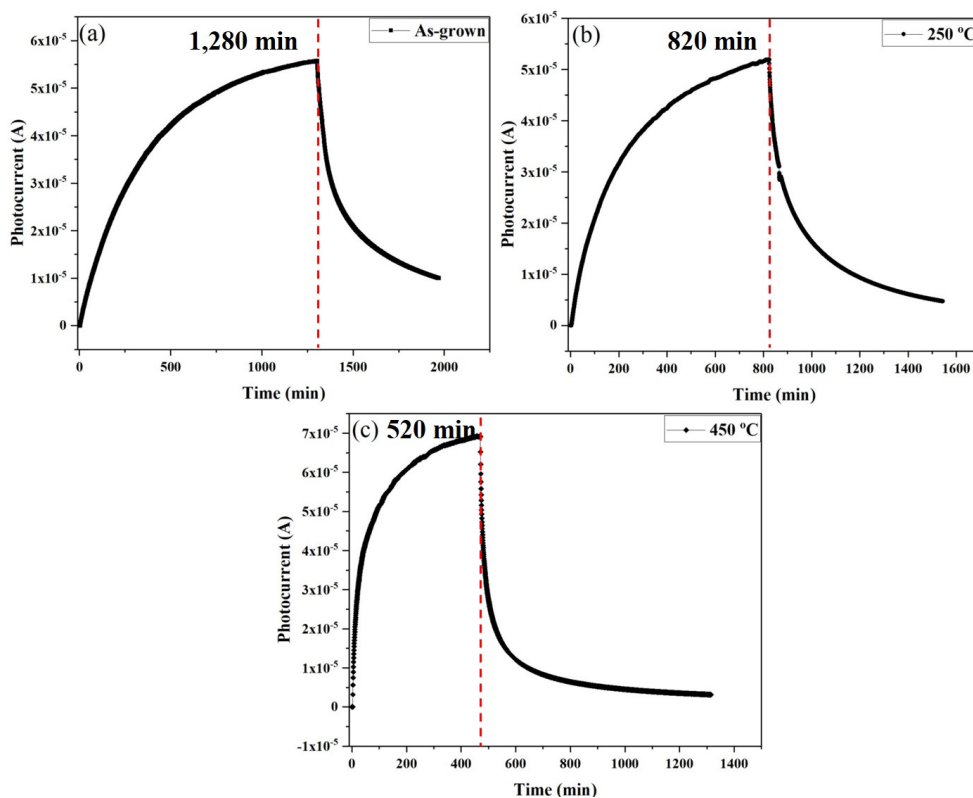 (a)
1,280 min
As-grown
6x10⁻⁵
5x10⁻⁵
4x10⁻⁵
3x10⁻⁵
2x10⁻⁵
1x10⁻⁵
0
Photocurrent (A)
0 500 1000 1500 2000
Time (min)
(b)
820 min
250 ºC
6x10⁻⁵
5x10⁻⁵
4x10⁻⁵
3x10⁻⁵
2x10⁻⁵
1x10⁻⁵
0
Photocurrent (A)
0 200 400 600 800 1000 1200 1400 1600
Time (min)
(c)
520 min
450 ºC
7x10⁻⁵
6x10⁻⁵
5x10⁻⁵
4x10⁻⁵
3x10⁻⁵
2x10⁻⁵
1x10⁻⁵
0
-1x10⁻⁵
Photocurrent (A)
0 200 400 600 800 1000 1200 1400
Time (min)